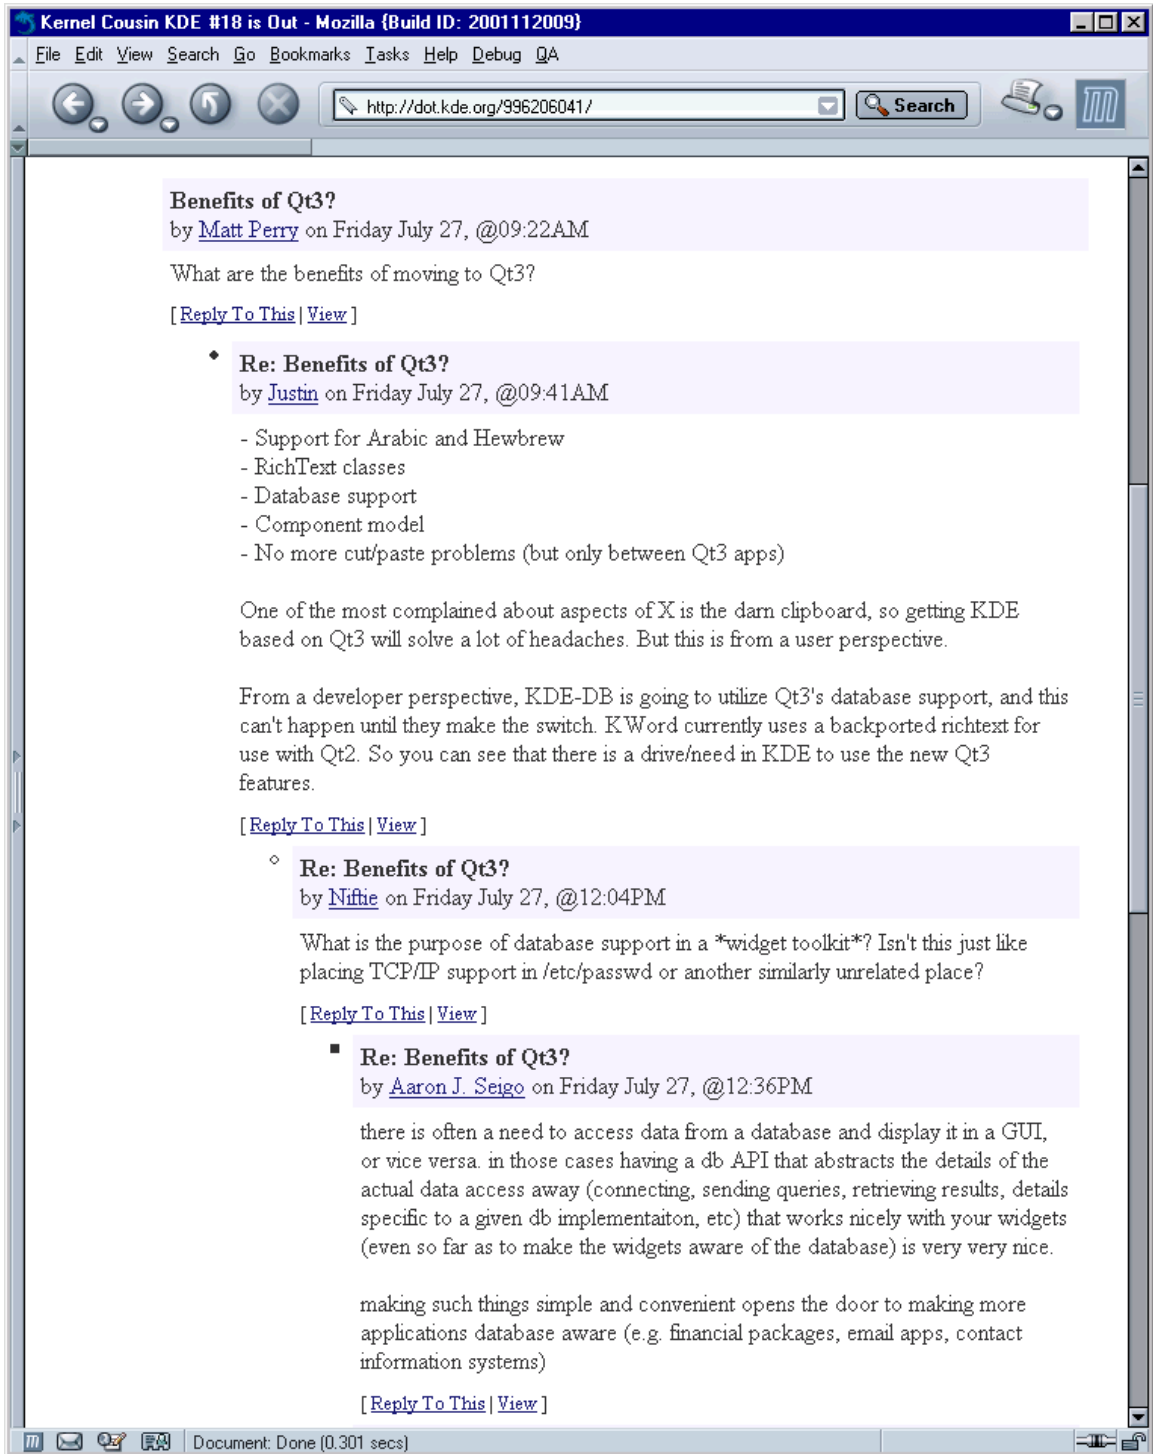 Kernel Cousin KDE #18 is Out - Mozilla {Build ID: 2001112009}
File Edit View Search Go Bookmarks Tasks Help Debug QA
http://dot.kde.org/996206041/
Search
Benefits of Qt3?
by Matt Perry on Friday July 27, @09:22AM
What are the benefits of moving to Qt3?
[ Reply To This | View ]
Re: Benefits of Qt3?
by Justin on Friday July 27, @09:41AM
- Support for Arabic and Hewbrew
- RichText classes
- Database support
- Component model
- No more cut/paste problems (but only between Qt3 apps)
One of the most complained about aspects of X is the darn clipboard, so getting KDE
based on Qt3 will solve a lot of headaches. But this is from a user perspective.
From a developer perspective, KDE-DB is going to utilize Qt3's database support, and this
can't happen until they make the switch. KWord currently uses a backported richtext for
use with Qt2. So you can see that there is a drive/need in KDE to use the new Qt3
features.
[ Reply To This | View ]
Re: Benefits of Qt3?
by Niftie on Friday July 27, @12:04PM
What is the purpose of database support in a *widget toolkit*? Isn't this just like
placing TCP/IP support in /etc/passwd or another similarly unrelated place?
[ Reply To This | View ]
Re: Benefits of Qt3?
by Aaron J. Seigo on Friday July 27, @12:36PM
there is often a need to access data from a database and display it in a GUI,
or vice versa. in those cases having a db API that abstracts the details of the
actual data access away (connecting, sending queries, retrieving results, details
specific to a given db implementaiton, etc) that works nicely with your widgets
(even so far as to make the widgets aware of the database) is very very nice.
making such things simple and convenient opens the door to making more
applications database aware (e.g. financial packages, email apps, contact
information systems)
[ Reply To This | View ]
Document: Done (0.301 secs)